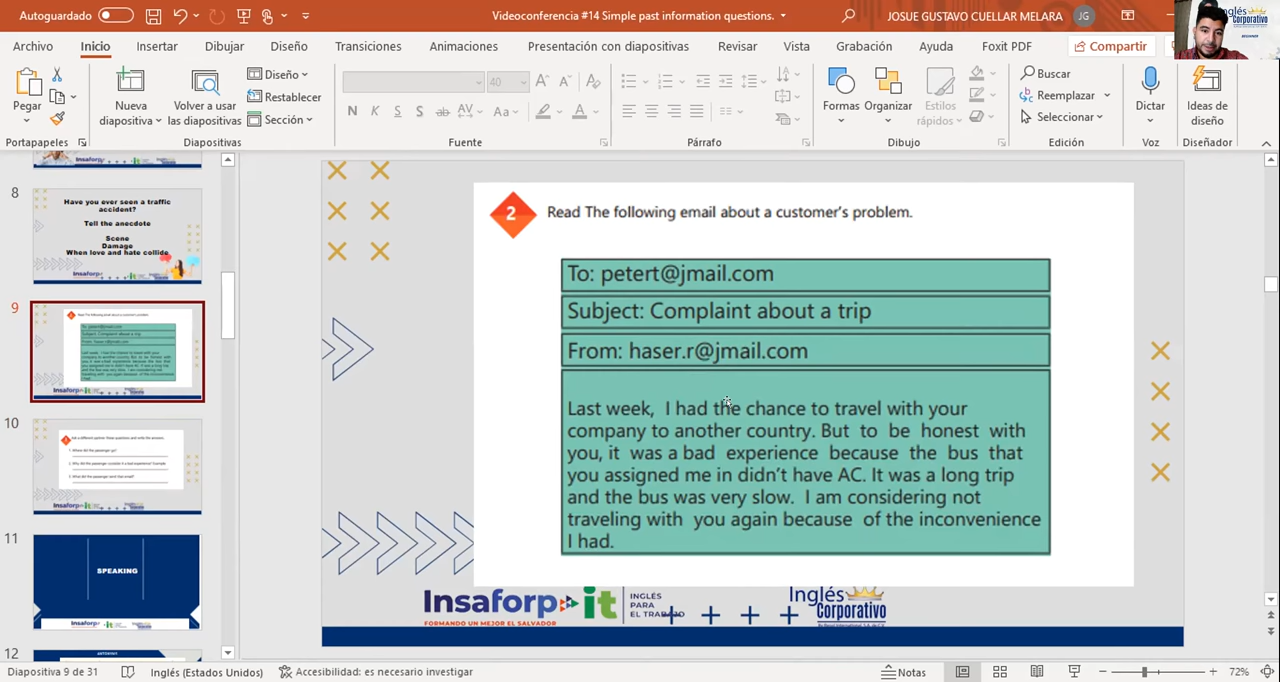 Autoguardado
Videoconferencia #14 Simple past information questions.
JOSUE GUSTAVO CUELLAR MELARA
JG
Inglés
Corporativo
Archivo
Inicio
Insertar
Dibujar
Diseño
Transiciones
Animaciones
Presentación con diapositivas
Revisar
Vista
Grabación
Ayuda
Foxit PDF
Compartir
Pegar
Nueva
diapositiva
Volver a usar
las diapositivas
Diseño
Restablecer
Sección
40
N K S S ab AV Aa A
Formas
Organizar
Estilos
rápidos
Buscar
Reemplazar
Seleccionar
Dictar
Ideas de
diseño
Portapapeles
Diapositivas
Fuente
Párrafo
Dibujo
Edición
Voz
Diseñador
8
Have you ever seen a traffic
accident?
Tell the anecdote
Scene
Damage
When love and hate collide
9
10
11
SPEAKING
12
2
Read The following email about a customer's problem.
To: petert@jmail.com
Subject: Complaint about a trip
From: haser.r@jmail.com
Last week, I had the chance to travel with your
company to another country. But to be honest with
you, it was a bad experience because the bus that
you assigned me in didn't have AC. It was a long trip
and the bus was very slow. I am considering not
traveling with you again because of the inconvenience
I had.
Insaforp it
INGLÉS
PARA
EL TRABAJO
FORMANDO UN MEJOR EL SALVADOR
Inglés
Corporativo
Diapositiva 9 de 31
Inglés (Estados Unidos)
Accesibilidad: es necesario investigar
Notas
72%